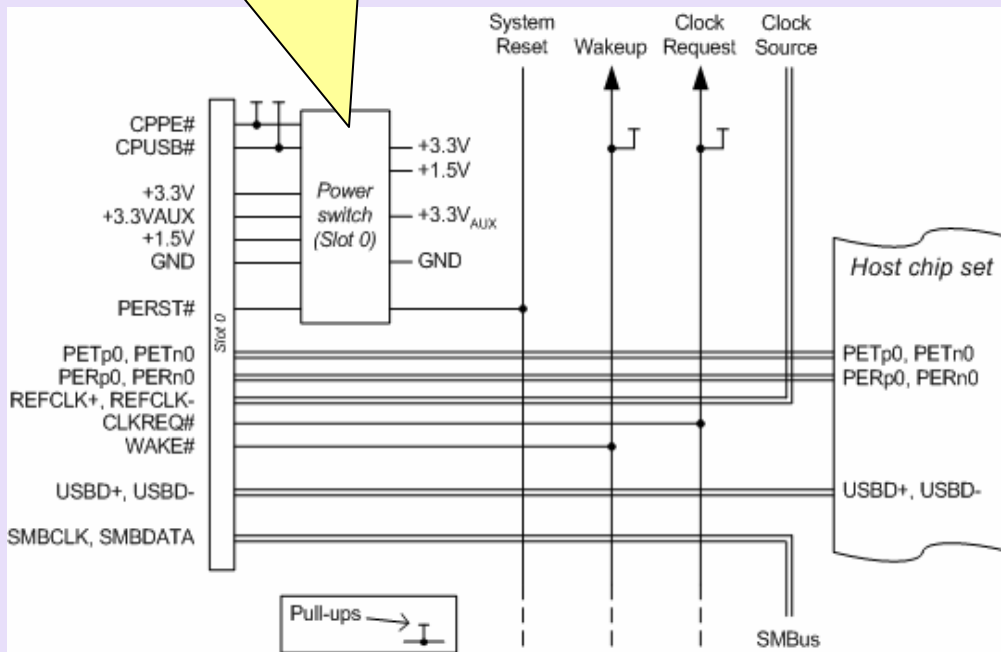 System
Reset
Wakeup
Clock
Request
Clock
Source
CPPE#
CPUSB#
+3.3V
+3.3VAUX
+1.5V
GND
PERST#
PETp0, PETn0
PERp0, PERn0
REFCLK+, REFCLK-
CLKREQ#
WAKE#
USBD+, USBD-
SMBCLK, SMBDATA
Slot 0
Power
switch
(Slot 0)
+3.3V
+1.5V
+3.3VAUX
GND
Host chip set
PETp0, PETn0
PERp0, PERn0
USBD+, USBD-
Pull-ups
SMBus